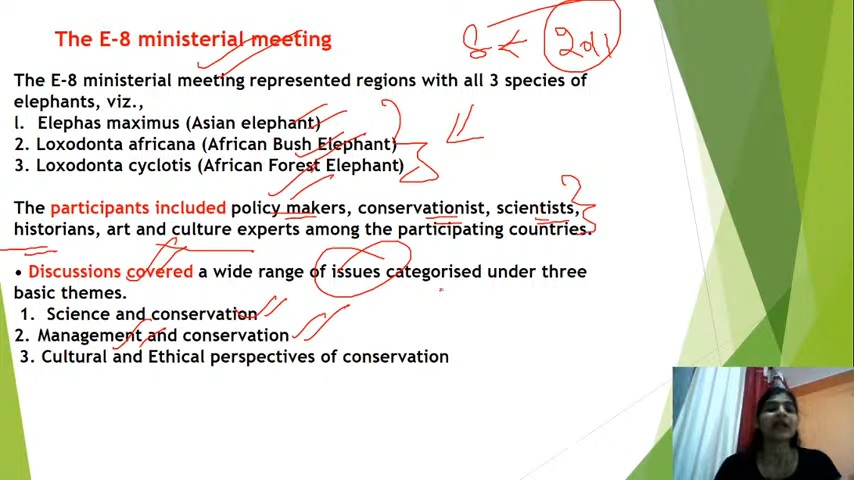 The E-8 ministerial meeting
8 < 2011
The E-8 ministerial meeting represented regions with all 3 species of
elephants, viz.,
l. Elephas maximus (Asian elephant)
2. Loxodonta africana (African Bush Elephant)
3. Loxodonta cyclotis (African Forest Elephant)
The participants included policy makers, conservationist, scientists,
historians, art and culture experts among the participating countries.
• Discussions covered a wide range of issues categorised under three
basic themes.
1. Science and conservation
2. Management and conservation
3. Cultural and Ethical perspectives of conservation